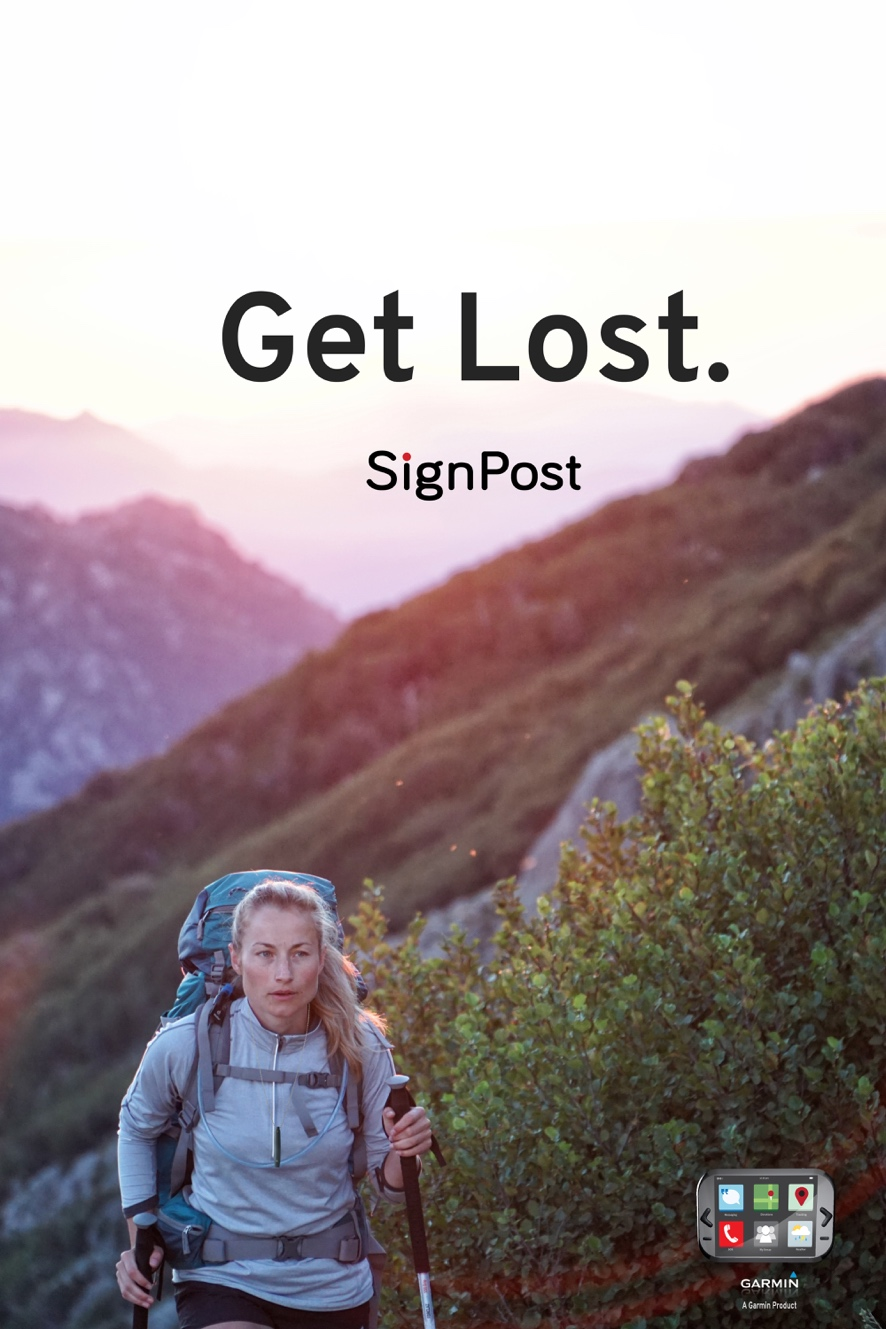 Get Lost.
SignPost
GARMIN
A Garmin Product